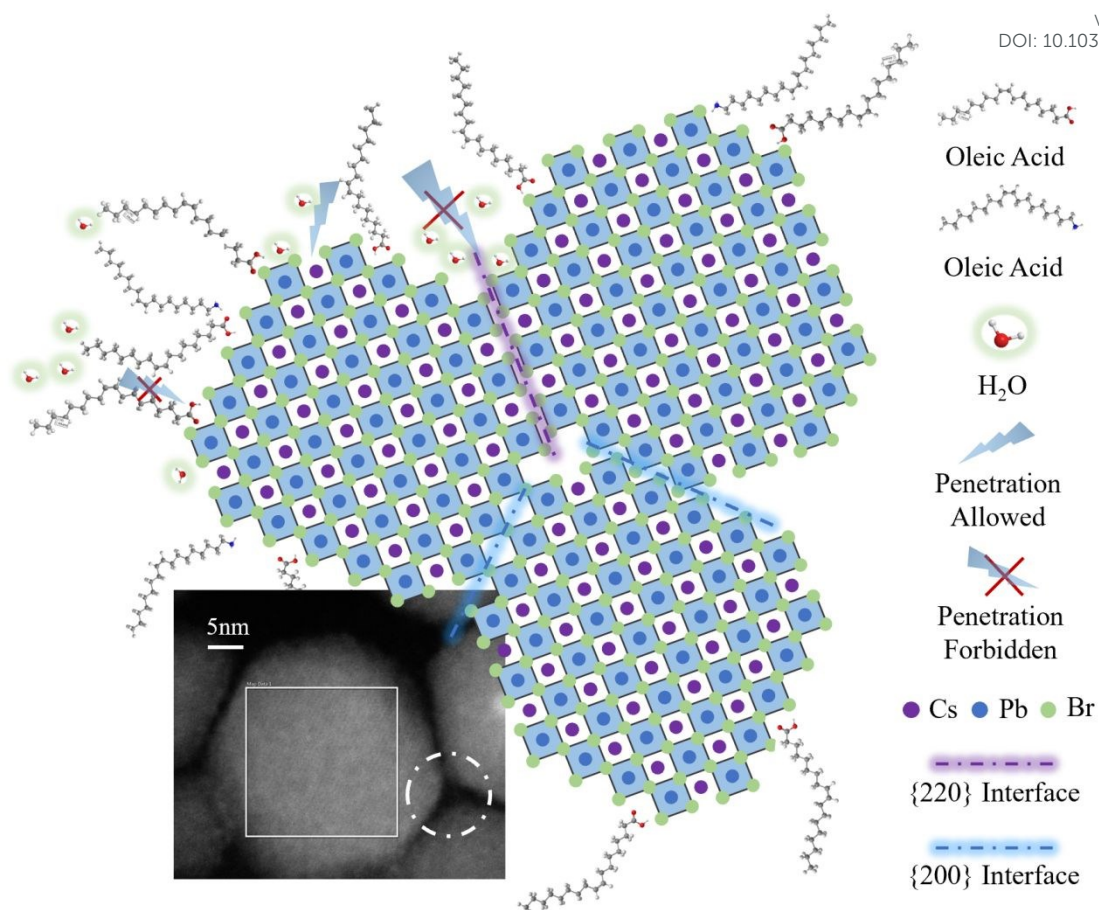 DOI: 10.103
Oleic Acid
Oleic Acid
H₂O
Penetration
Allowed
Penetration
Forbidden
Cs Pb Br
{220} Interface
{200} Interface
5nm